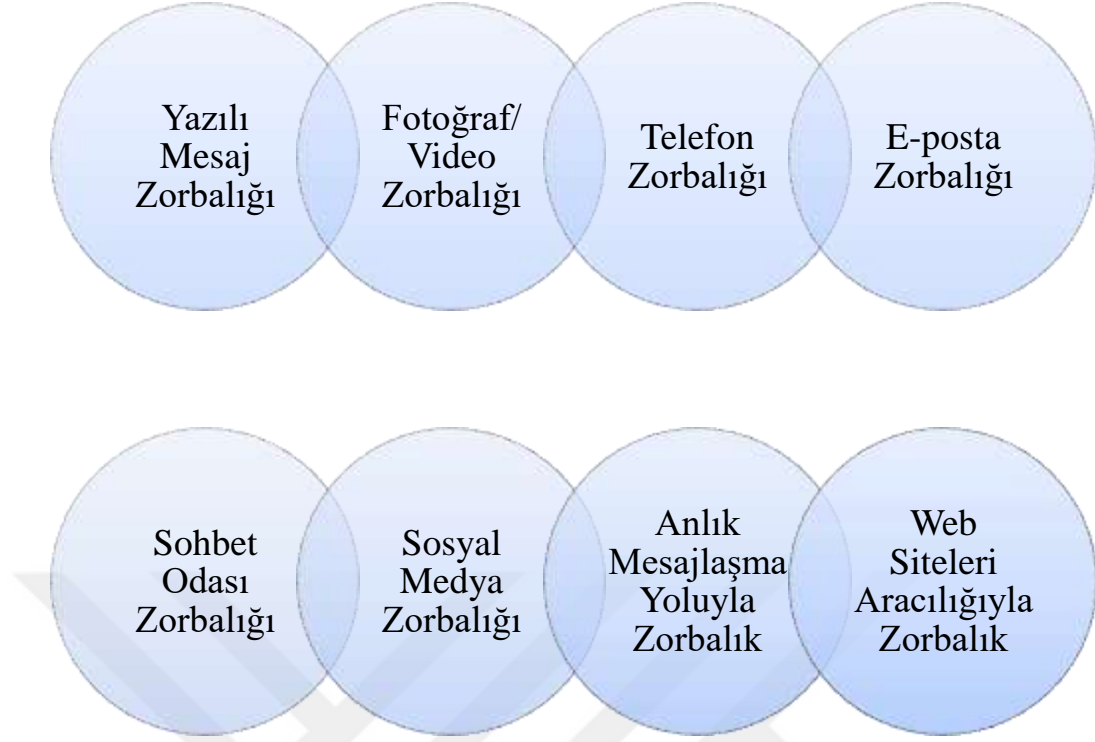 Yazılı
Mesaj
Zorbalığı
Fotoğraf/
Video
Zorbalığı
Telefon
Zorbalığı
E-posta
Zorbalığı
Sohbet
Odası
Zorbalığı
Sosyal
Medya
Zorbalığı
Anlık
Mesajlaşma
Yoluyla
Zorbalık
Web
Siteleri
Aracılığıyla
Zorbalık